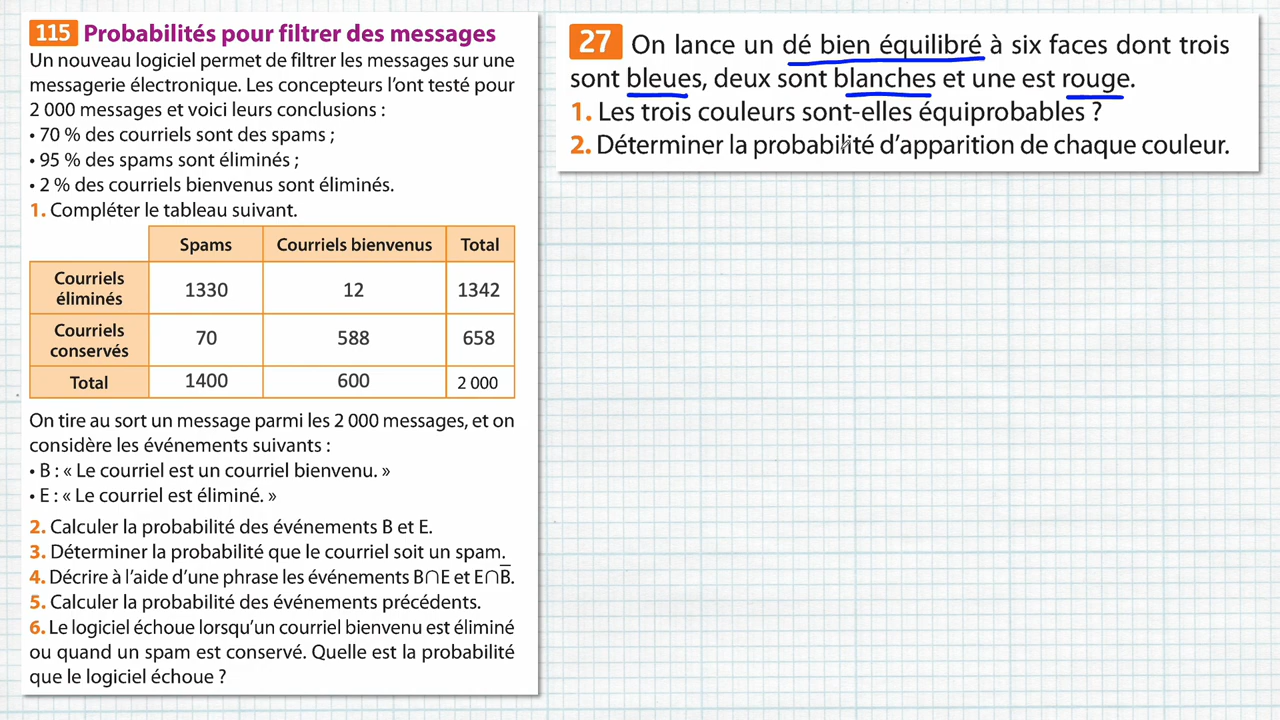 115 Probabilités pour filtrer des messages
Un nouveau logiciel permet de filtrer les messages sur une
messagerie électronique. Les concepteurs l'ont testé pour
2 000 messages et voici leurs conclusions :
• 70 % des courriels sont des spams ;
• 95 % des spams sont éliminés ;
• 2 % des courriels bienvenus sont éliminés.
1. Compléter le tableau suivant.
Spams Courriels bienvenus Total
Courriels éliminés 1330 12 1342
Courriels conservés 70 588 658
Total 1400 600 2 000
On tire au sort un message parmi les 2 000 messages, et on
considère les événements suivants :
• B : « Le courriel est un courriel bienvenu. »
• E : « Le courriel est éliminé. »
2. Calculer la probabilité des événements B et E.
3. Déterminer la probabilité que le courriel soit un spam.
4. Décrire à l'aide d'une phrase les événements B∩E et E∩B̅.
5. Calculer la probabilité des événements précédents.
6. Le logiciel échoue lorsqu'un courriel bienvenu est éliminé
ou quand un spam est conservé. Quelle est la probabilité
que le logiciel échoue ?
27 On lance un dé bien équilibré à six faces dont trois
sont bleues, deux sont blanches et une est rouge.
1. Les trois couleurs sont-elles équiprobables ?
2. Déterminer la probabilité d'apparition de chaque couleur.